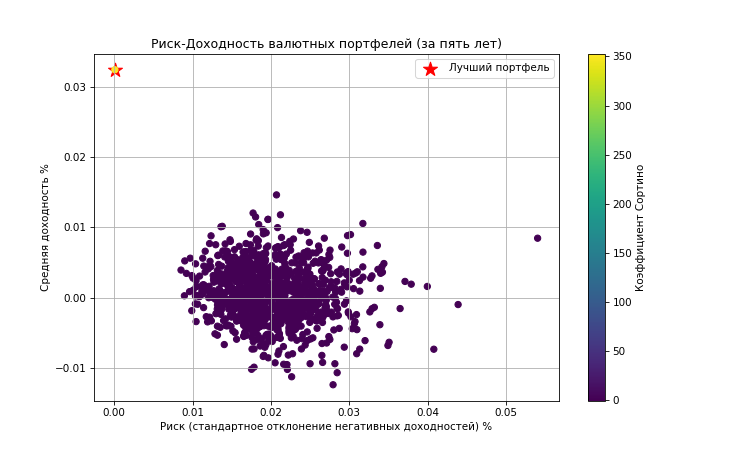 Риск-Доходность валютных портфелей (за пять лет)
Лучший портфель
Средняя доходность %
0.03
0.02
0.01
0.00
−0.01
0.00 0.01 0.02 0.03 0.04 0.05
Риск (стандартное отклонение негативных доходностей) %
350
300
250
200
150
100
50
0
Коэффициент Сортино